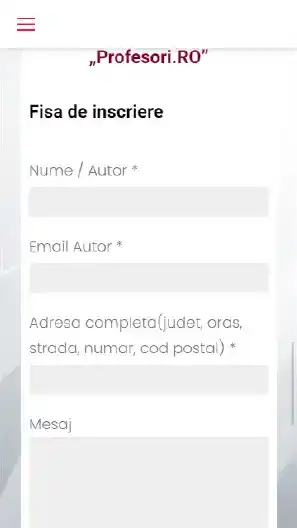 „Profesori.RO”
Fisa de inscriere
Nume / Autor *
Email Autor *
Adresa completa(judet, oras,
strada, numar, cod postal) *
Mesaj